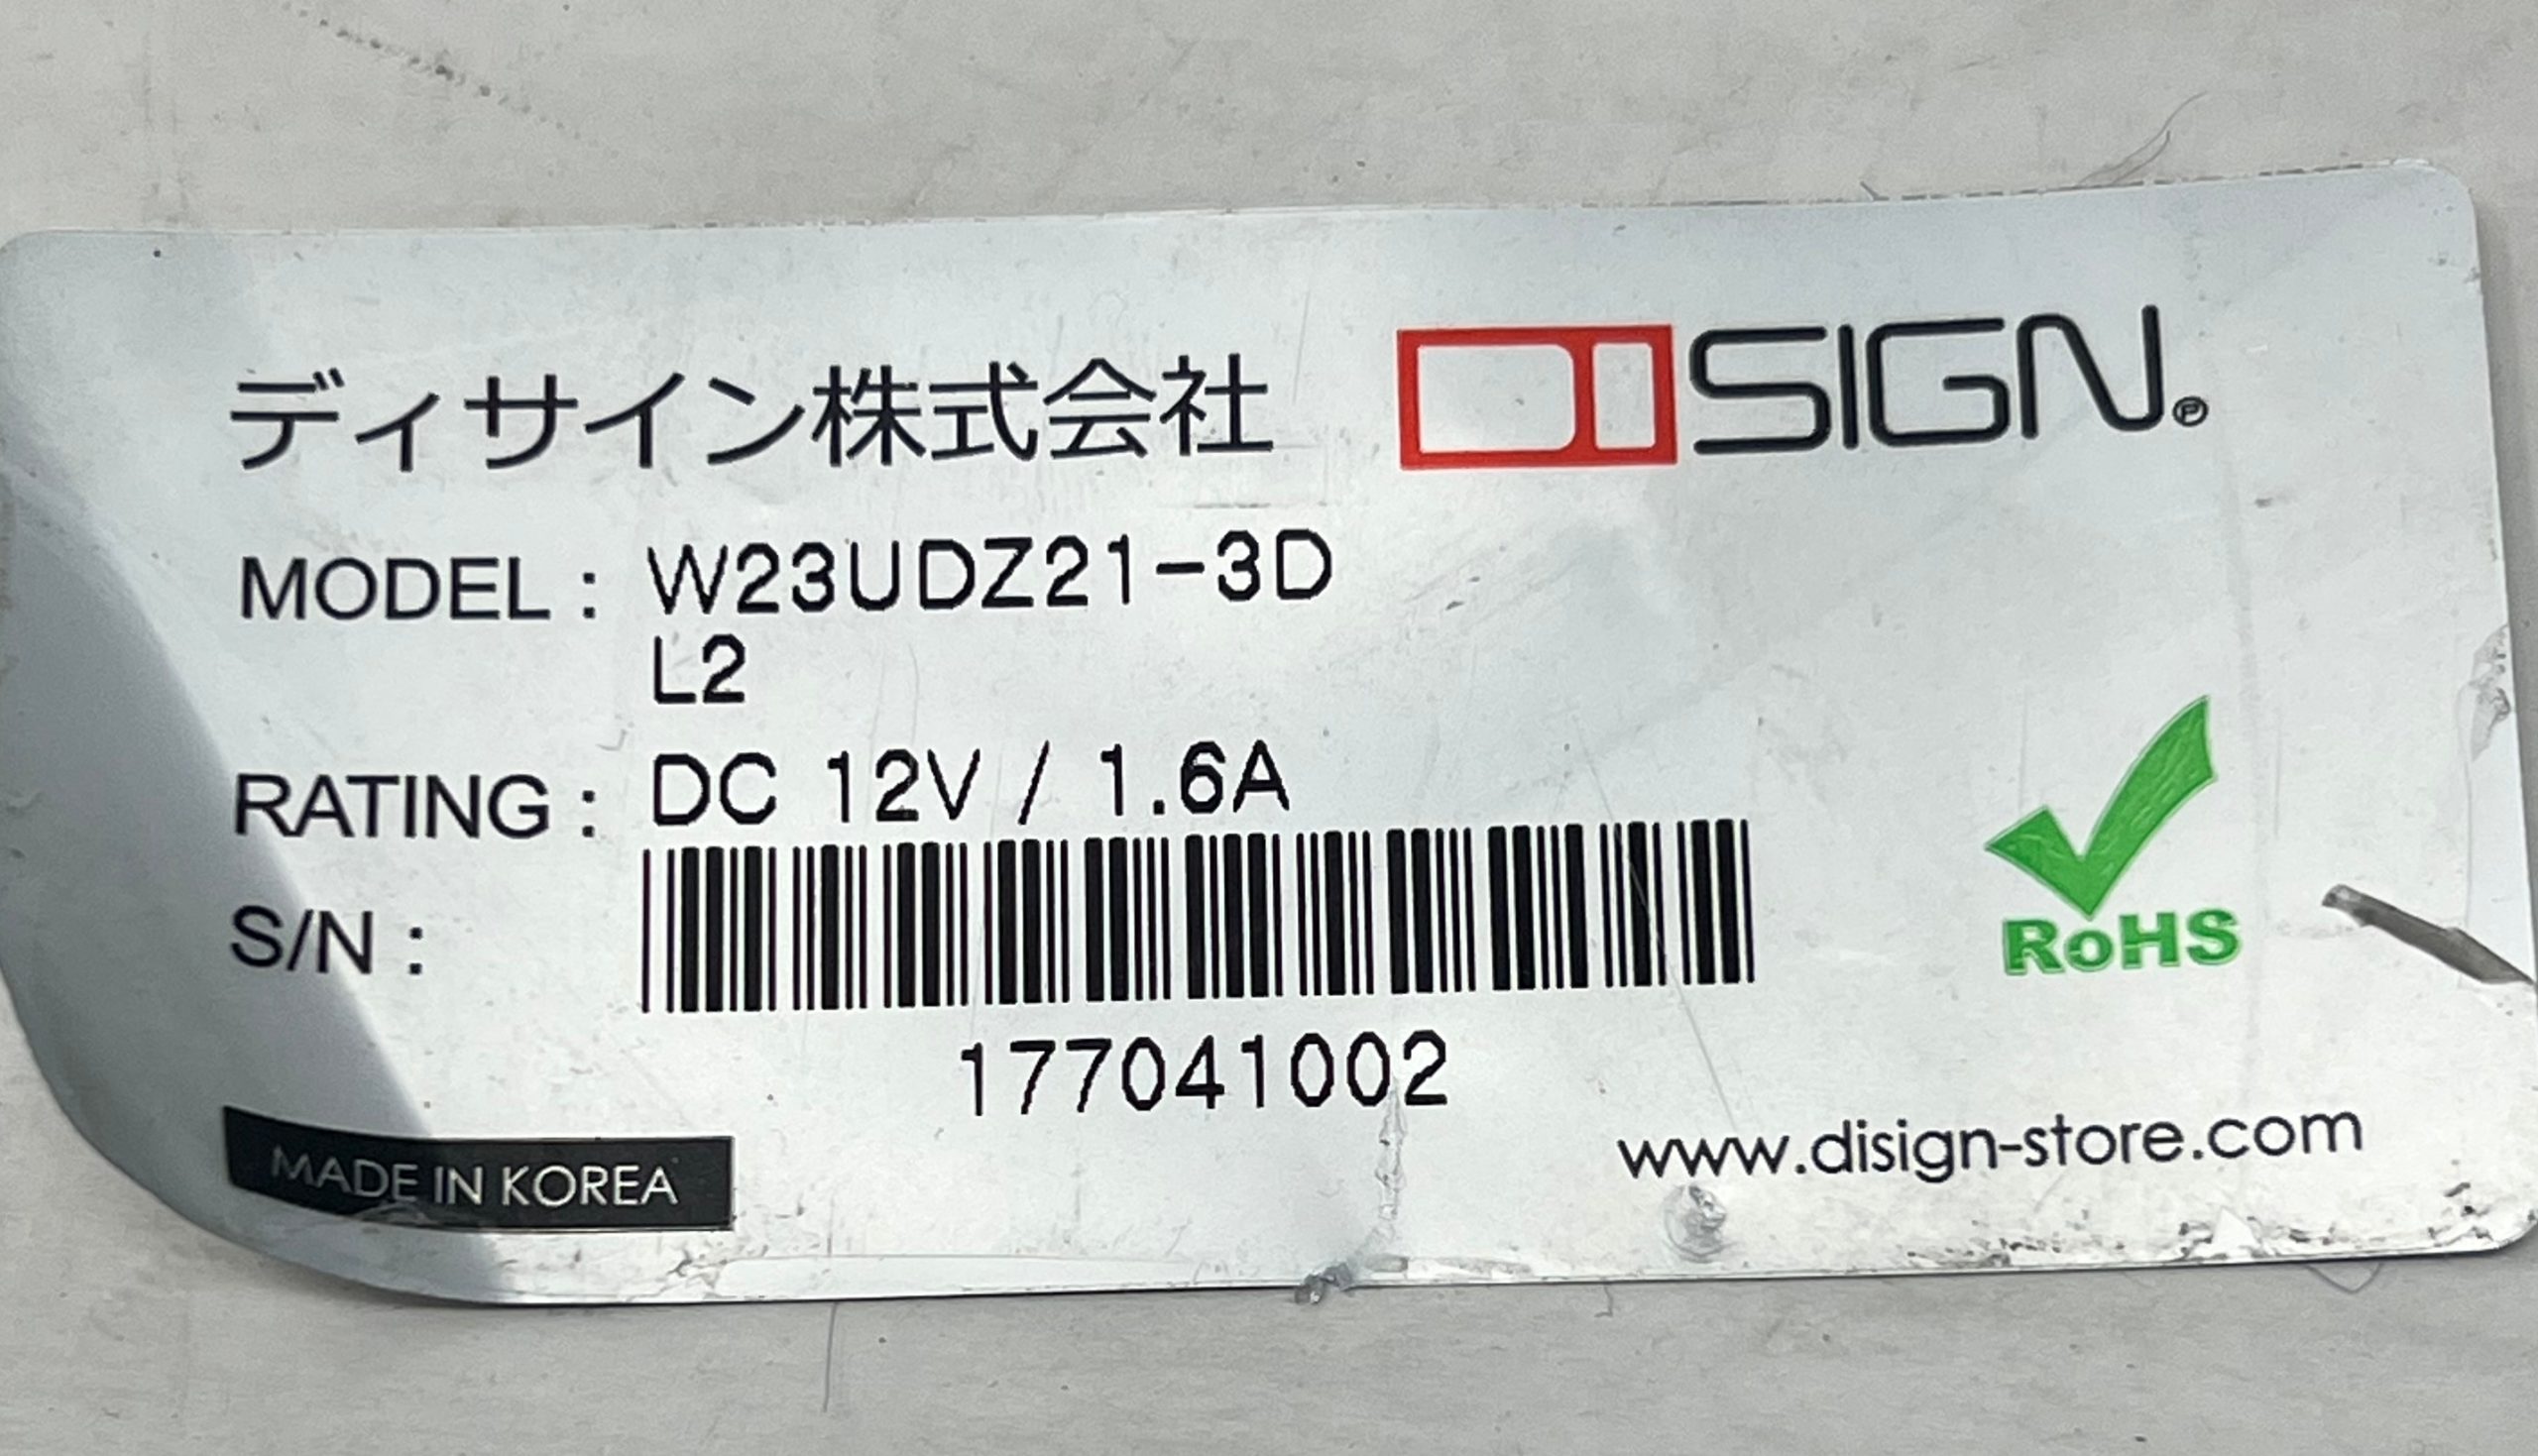 ディサイン株式会社 DISIGN®
MODEL : W23UDZ21-3D
L2
RATING : DC 12V / 1.6A
S/N :
177041002
RoHS
MADE IN KOREA
www.disign-store.com